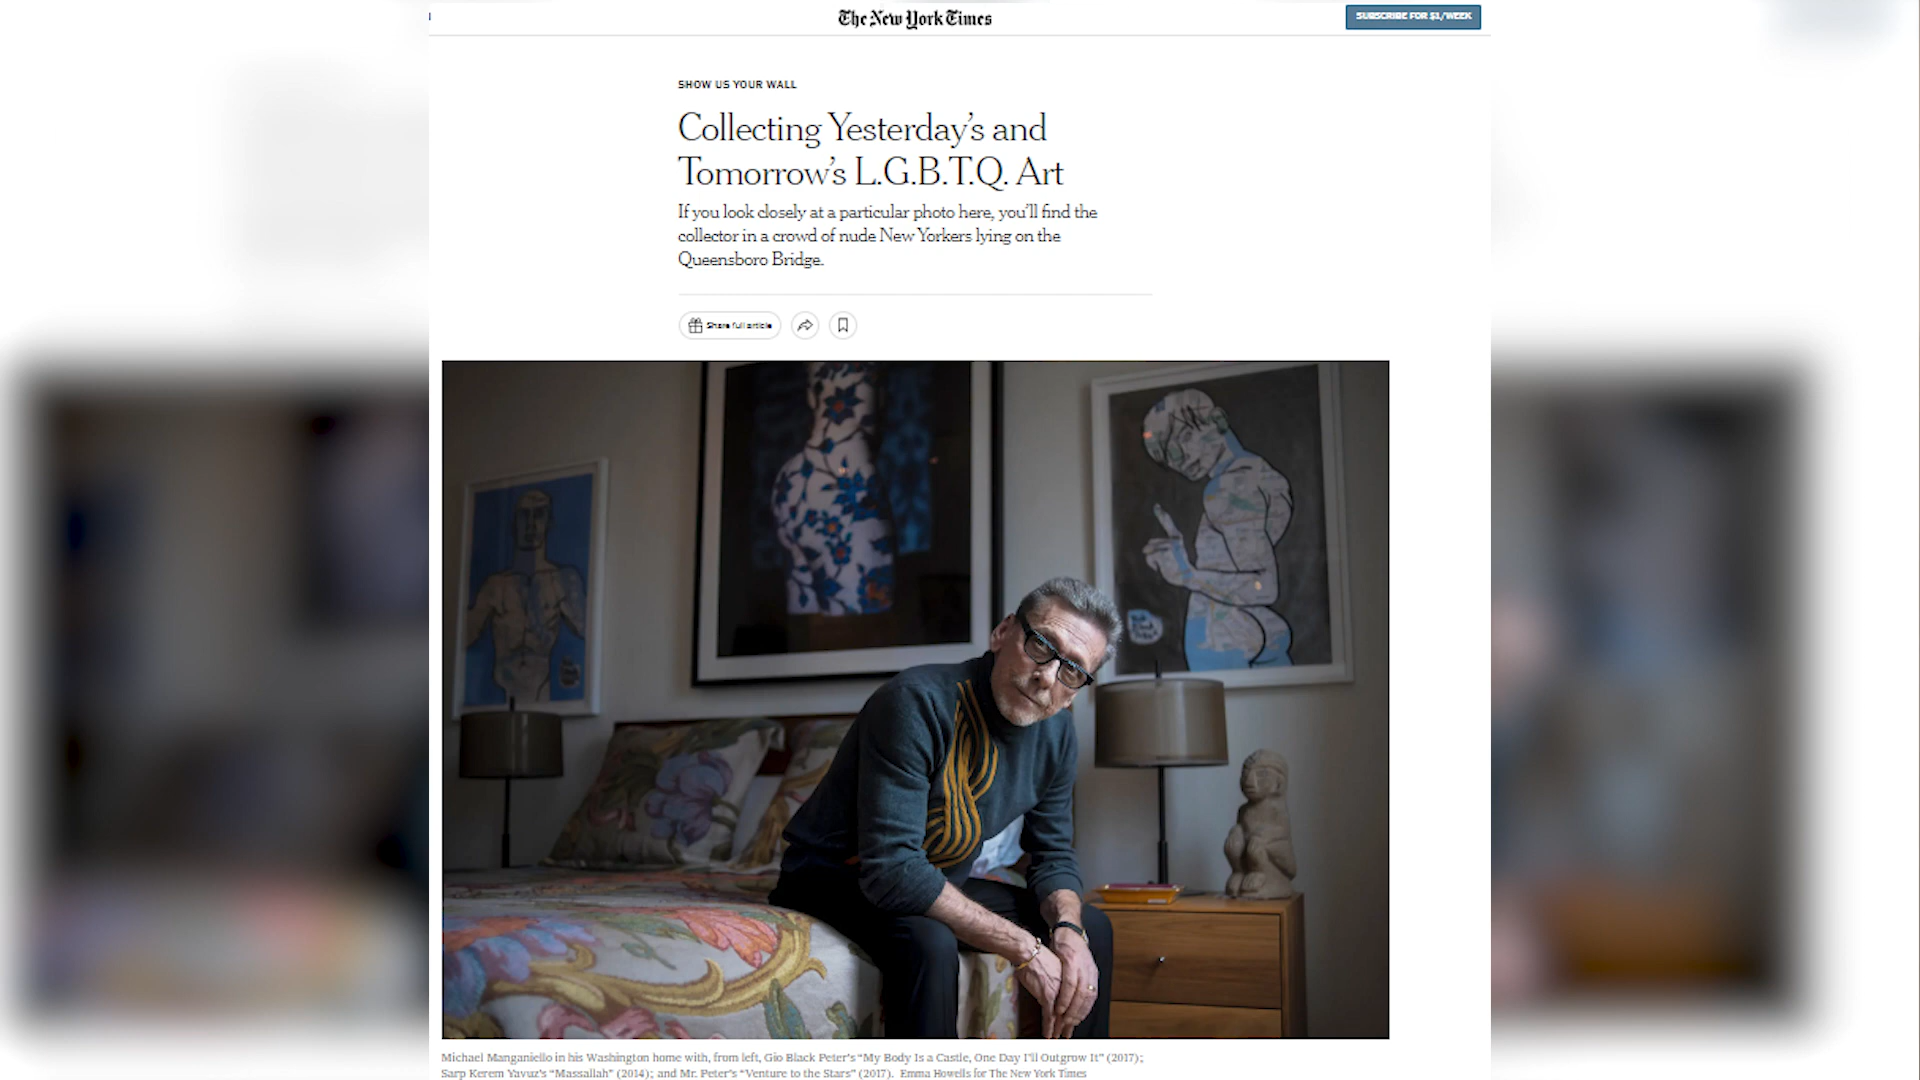 The New York Times
SUBSCRIBE FOR $1/WEEK
SHOW US YOUR WALL
Collecting Yesterday's and
Tomorrow's L.G.B.T.Q. Art
If you look closely at a particular photo here, you'll find the
collector in a crowd of nude New Yorkers lying on the
Queensboro Bridge.
Share full article
Michael Manganiello in his Washington home with, from left, Gio Black Peter's "My Body Is a Castle, One Day I'll Outgrow It" (2017);
Sarp Kerem Yavuz's "Massallah" (2014); and Mr. Peter's "Venture to the Stars" (2017). Emma Howells for The New York Times